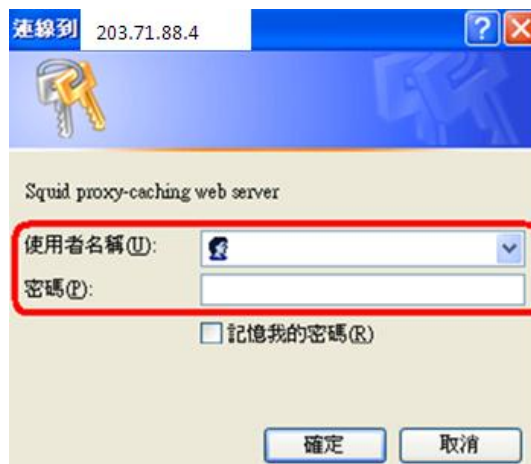 連線到 203.71.88.4
Squid proxy-caching web server
使用者名稱(U):
密碼(P):
記憶我的密碼(R)
確定 取消